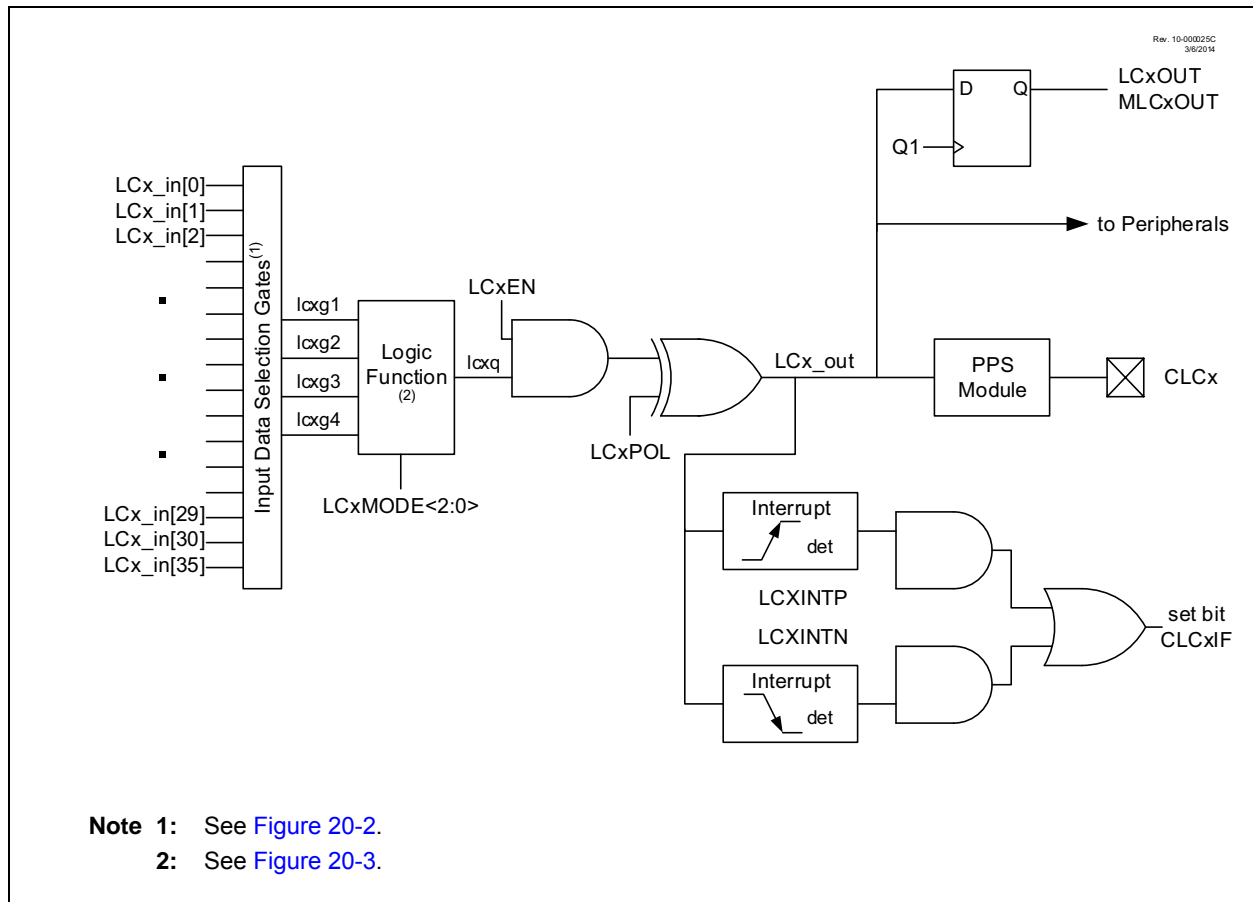 Rev. 10-000025C
3/6/2014
D Q
LCxOUT
MLCxOUT
Q1
LCx_in[0]
LCx_in[1]
LCx_in[2]
Input Data Selection Gates(1)
to Peripherals
LCxEN
lcxg1
lcxg2
lcxg3
lcxg4
Logic
Function
(2)
lcxq
LCx_out
PPS
Module
CLCx
LCxPOL
LCxMODE<2:0>
LCx_in[29]
LCx_in[30]
LCx_in[35]
Interrupt
det
LCXINTP
LCXINTN
set bit
CLCxIF
Interrupt
det
Note 1: See Figure 20-2.
2: See Figure 20-3.